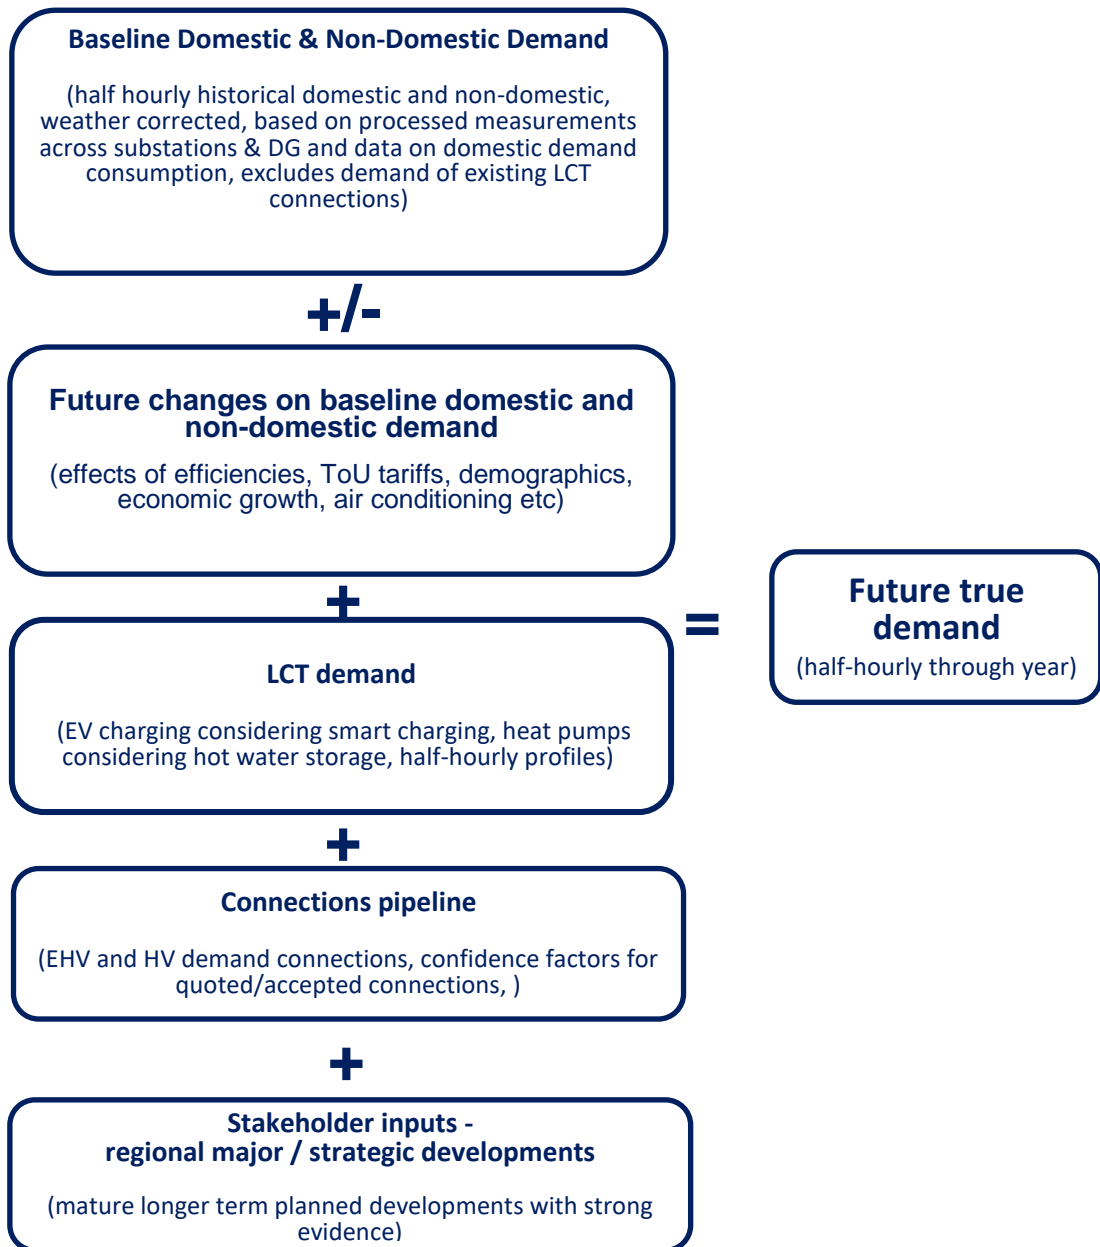 Baseline Domestic & Non-Domestic Demand
(half hourly historical domestic and non-domestic,
weather corrected, based on processed measurements
across substations & DG and data on domestic demand
consumption, excludes demand of existing LCT
connections)
+/-
Future changes on baseline domestic and
non-domestic demand
(effects of efficiencies, ToU tariffs, demographics,
economic growth, air conditioning etc)
+
LCT demand
(EV charging considering smart charging, heat pumps
considering hot water storage, half-hourly profiles)
+
Connections pipeline
(EHV and HV demand connections, confidence factors for
quoted/accepted connections, )
+
Stakeholder inputs -
regional major / strategic developments
(mature longer term planned developments with strong
evidence)
=
Future true
demand
(half-hourly through year)